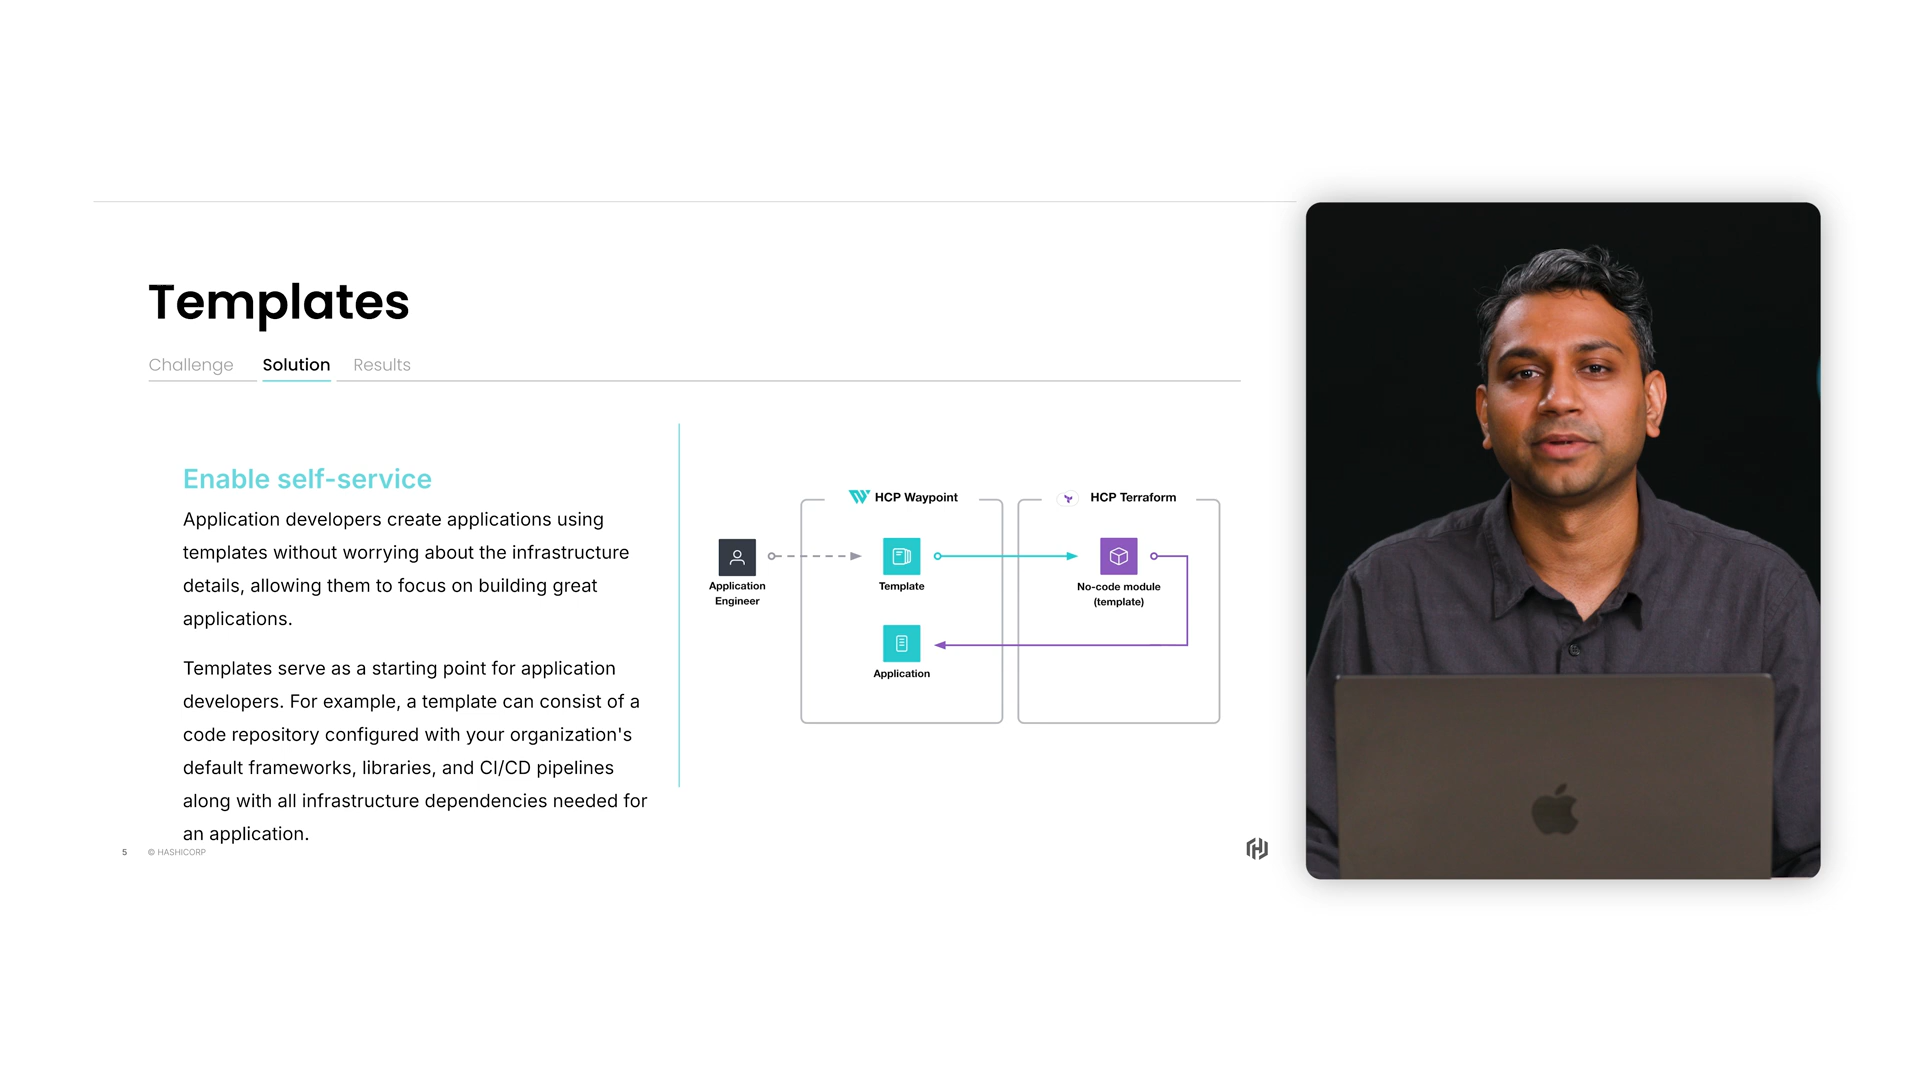 Templates
Challenge
Solution
Results
Enable self-service
Application developers create applications using
templates without worrying about the infrastructure
details, allowing them to focus on building great
applications.
Templates serve as a starting point for application
developers. For example, a template can consist of a
code repository configured with your organization's
default frameworks, libraries, and CI/CD pipelines
along with all infrastructure dependencies needed for
an application.
HCP Waypoint
HCP Terraform
Application
Engineer
Template
No-code module
(template)
Application
5
© HASHICORP